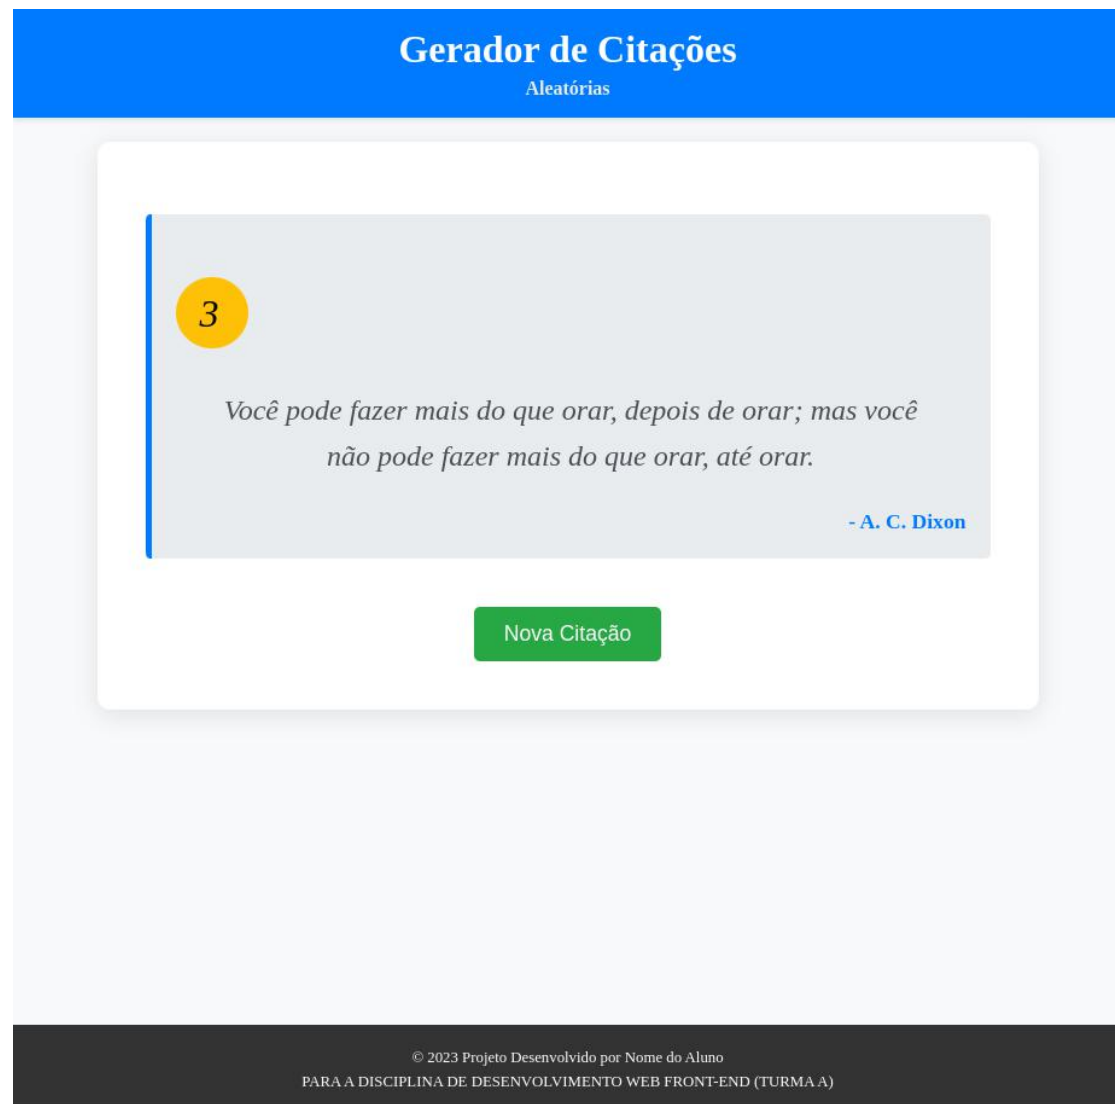 Gerador de Citações
Aleatórias
3
Você pode fazer mais do que orar, depois de orar; mas você
não pode fazer mais do que orar, até orar.
- A. C. Dixon
Nova Citação
© 2023 Projeto Desenvolvido por Nome do Aluno
PARA A DISCIPLINA DE DESENVOLVIMENTO WEB FRONT-END (TURMA A)